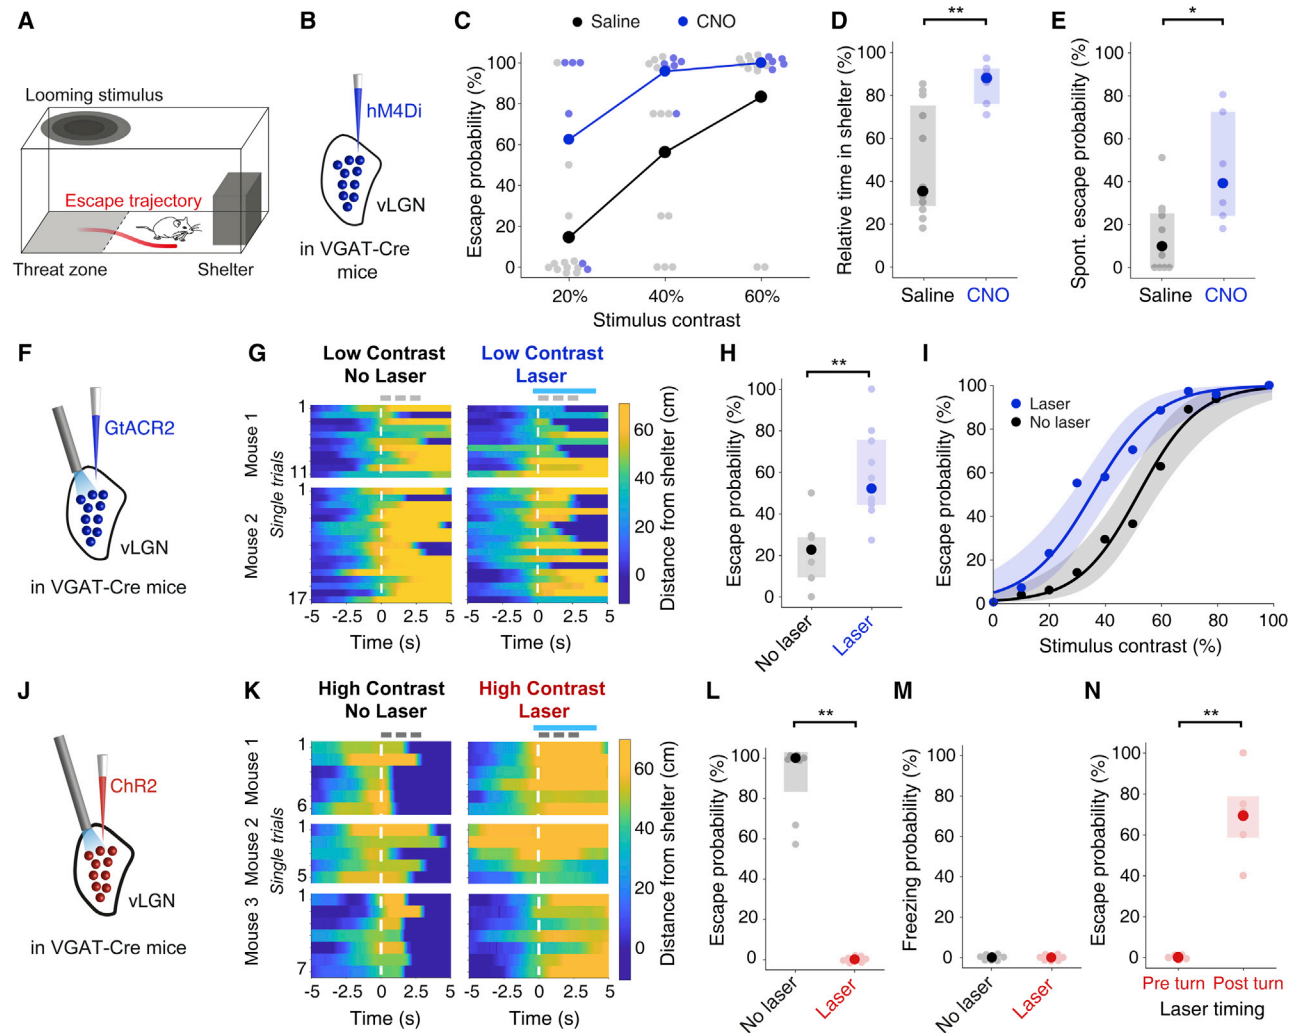 A
Looming stimulus
Escape trajectory
Threat zone
Shelter
B
hM4Di
vLGN
in VGAT-Cre
mice
C
Saline
CNO
Escape probability (%)
100
80
60
40
20
0
20%
40%
60%
Stimulus contrast
D
**
Relative time in shelter (%)
100
80
60
40
20
0
Saline
CNO
E
*
Spont. escape probability (%)
100
80
60
40
20
0
Saline
CNO
F
GtACR2
vLGN
in VGAT-Cre mice
G
Low Contrast
No Laser
Low Contrast
Laser
Mouse 1
Mouse 2
Single trials
1
11
1
17
-5
-2.5
0
2.5
5
-5
-2.5
0
2.5
5
Time (s)
Time (s)
60
40
20
0
Distance from shelter (cm)
H
**
Escape probability (%)
100
80
60
40
20
0
No laser
Laser
I
Laser
No laser
Escape probability (%)
100
80
60
40
20
0
0
20
40
60
80
100
Stimulus contrast (%)
J
ChR2
vLGN
in VGAT-Cre mice
K
High Contrast
No Laser
High Contrast
Laser
Mouse 1
Mouse 2
Mouse 3
Single trials
1
6
1
5
1
7
-5
-2.5
0
2.5
5
-5
-2.5
0
2.5
5
Time (s)
Time (s)
60
40
20
0
Distance from shelter (cm)
L
**
Escape probability (%)
100
80
60
40
20
0
No laser
Laser
M
Freezing probability (%)
100
80
60
40
20
0
No laser
Laser
N
**
Escape probability (%)
100
80
60
40
20
0
Pre turn
Post turn
Laser timing